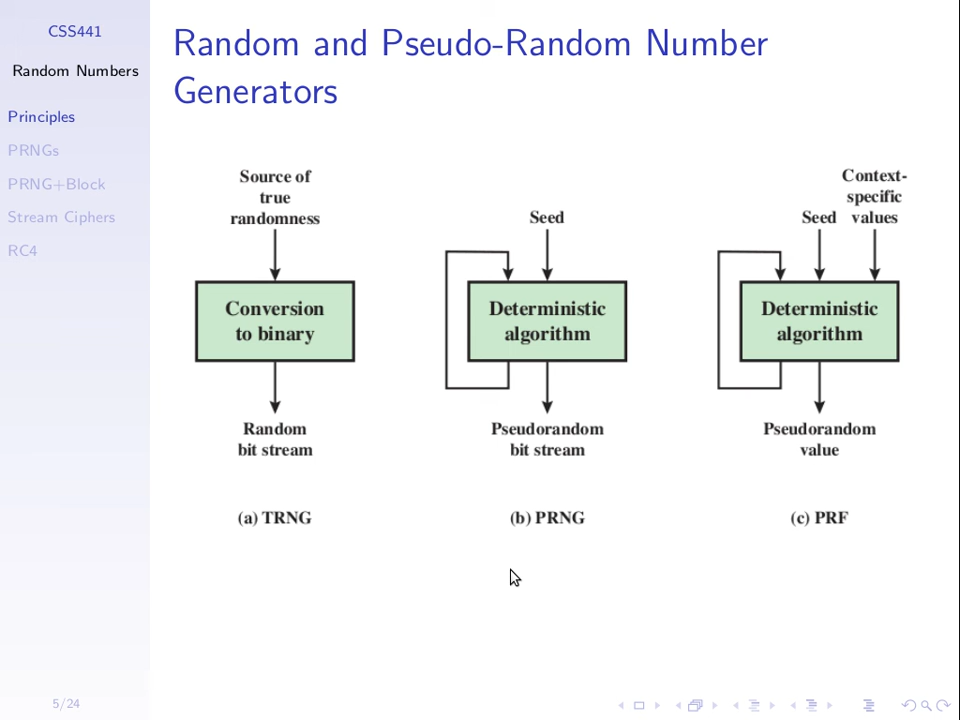 CSS441
Random Numbers
Principles
PRNGs
PRNG+Block
Stream Ciphers
RC4
Random and Pseudo-Random Number
Generators
Source of
true
randomness
Conversion
to binary
Random
bit stream
(a) TRNG
Seed
Deterministic
algorithm
Pseudorandom
bit stream
(b) PRNG
Context-
specific
Seed values
Deterministic
algorithm
Pseudorandom
value
(c) PRF
5/24